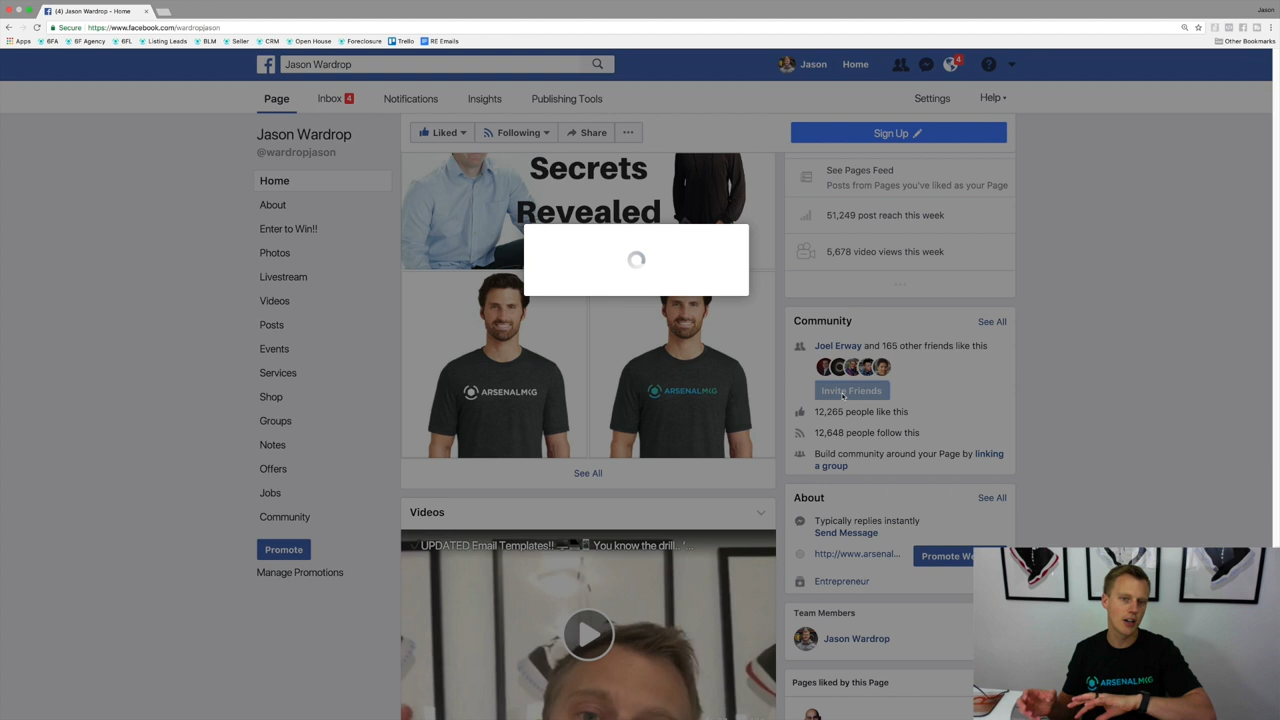 Jason
(4) Jason Wardrop - Home
Secure
https://www.facebook.com/wardropjason
Apps
6FA
6F Agency
6FL
Listing Leads
BLM
Seller
CRM
Open House
Foreclosure
Trello
RE Emails
Other Bookmarks
Jason Wardrop
Jason
Home
4
Page
Inbox 4
Notifications
Insights
Publishing Tools
Settings
Help
Jason Wardrop
@wardropjason
Home
About
Enter to Win!!
Photos
Livestream
Videos
Posts
Events
Services
Shop
Groups
Notes
Offers
Jobs
Community
Promote
Manage Promotions
Liked
Following
Share
Sign Up
Secrets
Revealed
ARSENALMKG
ARSENALMKG
See All
Videos
UPDATED Email Templates!!
You know the drill..
See Pages Feed
Posts from Pages you've liked as your Page
51,249 post reach this week
5,678 video views this week
Community
See All
Joel Erway and 165 other friends like this
Invite Friends
12,265 people like this
12,648 people follow this
Build community around your Page by linking
a group
About
See All
Typically replies instantly
Send Message
http://www.arsenal...
Promote We
Entrepreneur
Team Members
Jason Wardrop
Pages liked by this Page
ARSENALMKG